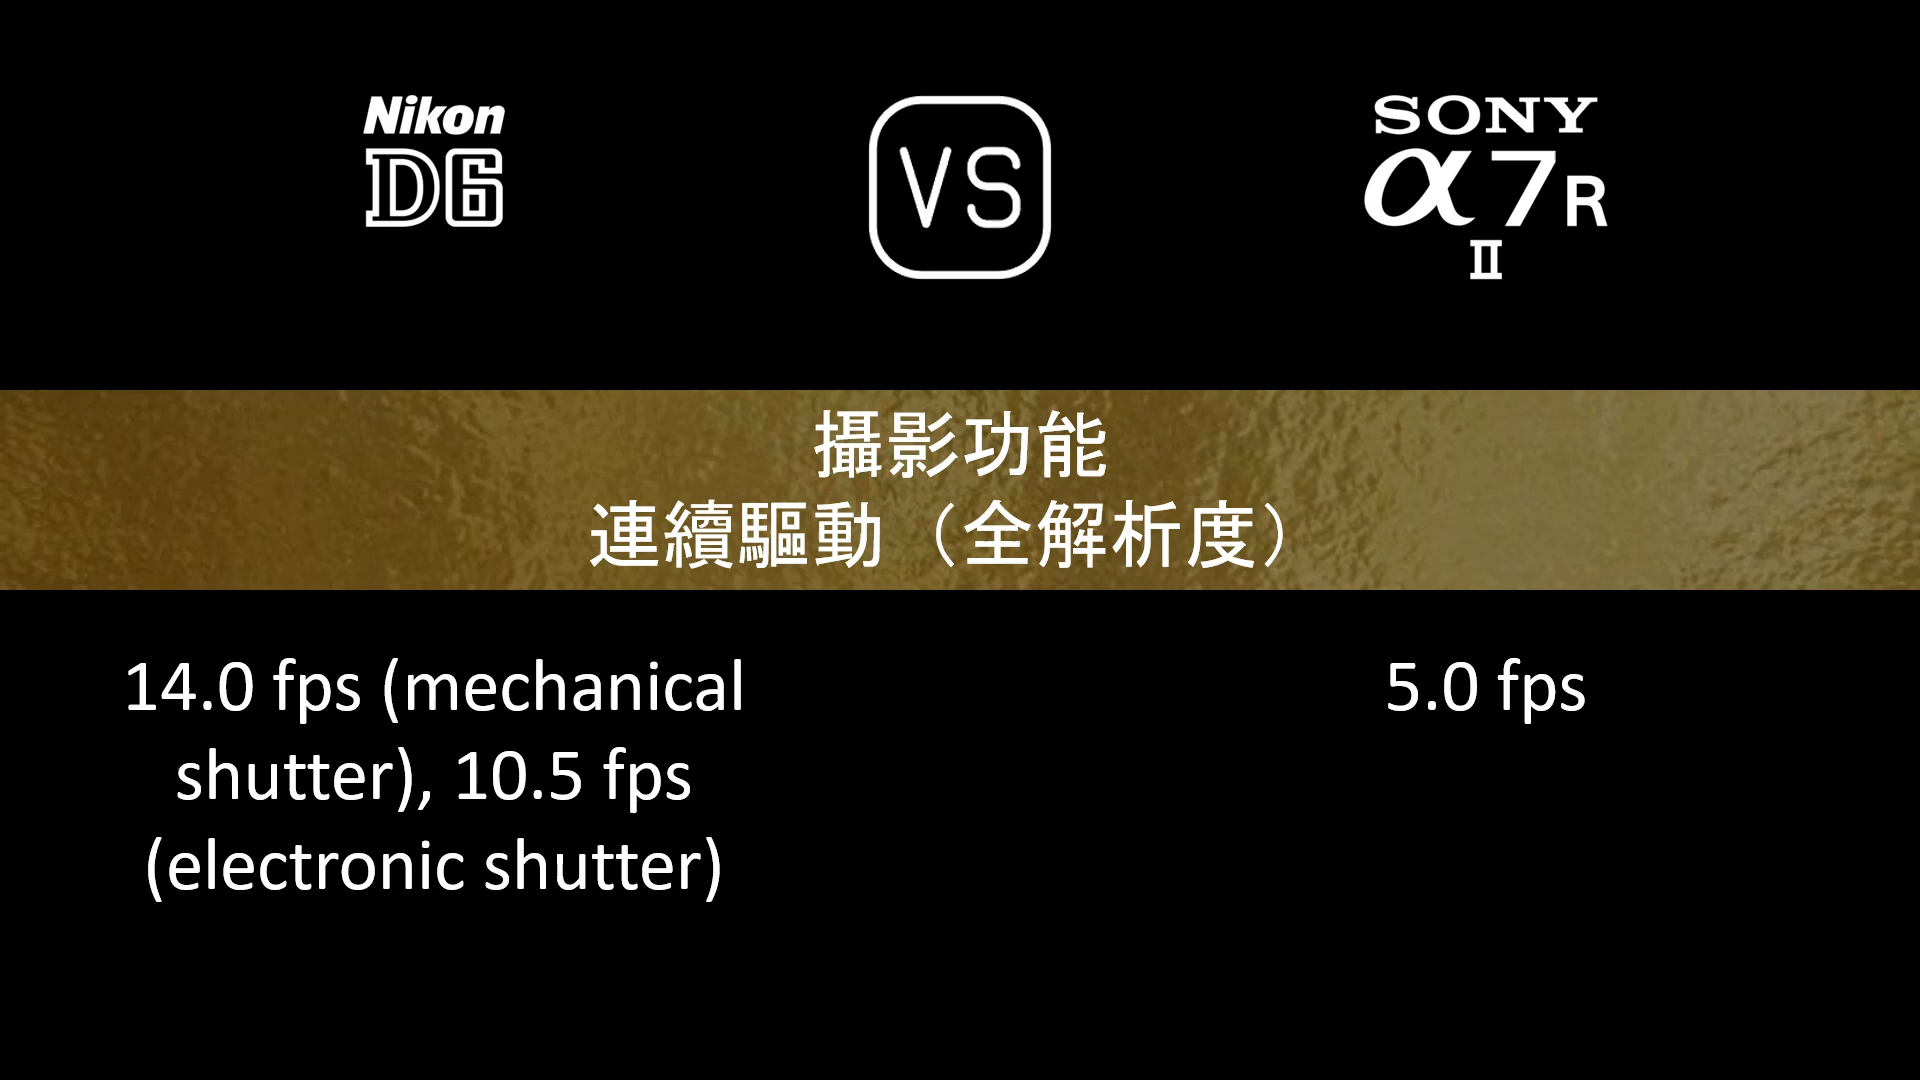 Nikon
D6
VS
SONY
α7R
II
攝影功能
連續驅動（全解析度）
14.0 fps (mechanical
shutter), 10.5 fps
(electronic shutter)
5.0 fps